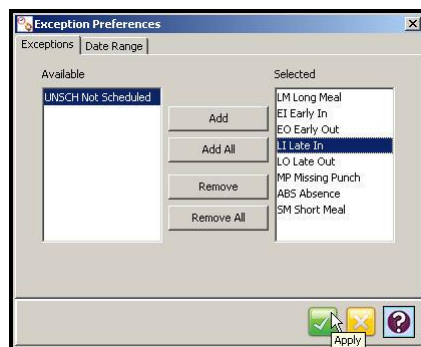 Exception Preferences
Exceptions Date Range
Available Selected
UNSCH Not Scheduled
LM Long Meal
EI Early In
EO Early Out
LI Late In
LO Late Out
MP Missing Punch
ABS Absence
SM Short Meal
Add
Add All
Remove
Remove All
Apply